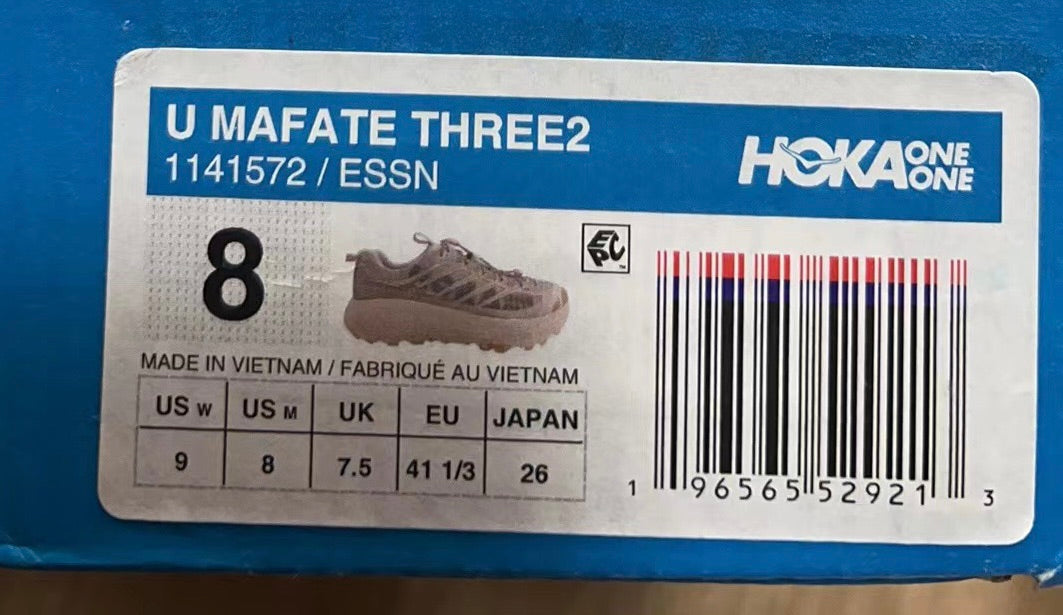 U MAFATE THREE2
1141572 / ESSN
HOKA ONE ONE
8
EPC™
MADE IN VIETNAM / FABRIQUÉ AU VIETNAM
US W US M UK EU JAPAN
9 8 7.5 41 1/3 26
1 96565 52921 3